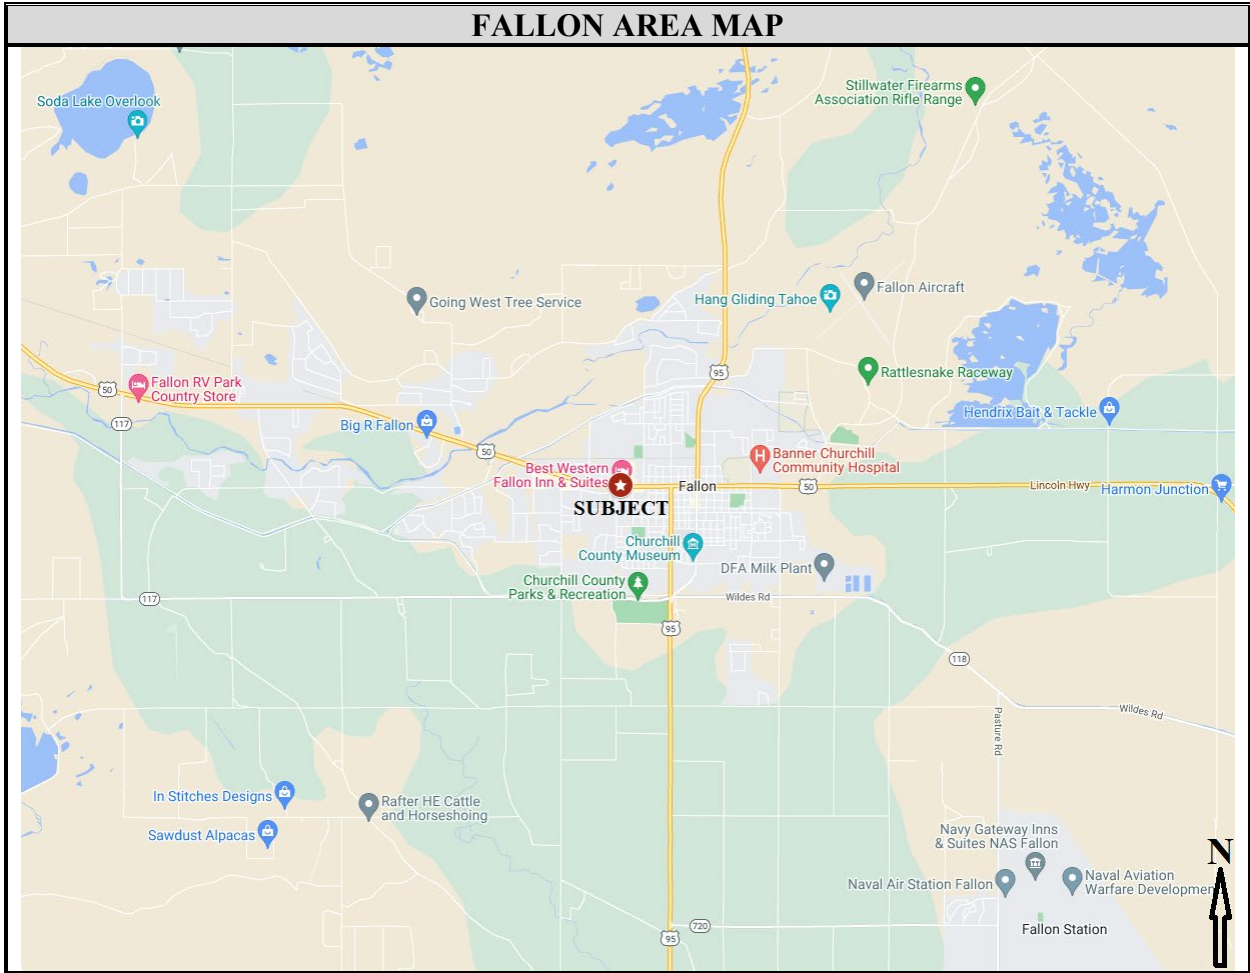 FALLON AREA MAP
Soda Lake Overlook
Stillwater Firearms
Association Rifle Range
Going West Tree Service
Hang Gliding Tahoe
Fallon Aircraft
95
Rattlesnake Raceway
50
Fallon RV Park
Country Store
117
Big R Fallon
Hendrix Bait & Tackle
50
Best Western
Fallon Inn & Suites
H
Banner Churchill
Community Hospital
Fallon
50
Lincoln Hwy
Harmon Junction
SUBJECT
Churchill
County Museum
DFA Milk Plant
Churchill County
Parks & Recreation
117
Wildes Rd
95
118
Pasture Rd
Wildes Rd
In Stitches Designs
Rafter HE Cattle
and Horseshoing
Sawdust Alpacas
Navy Gateway Inns
& Suites NAS Fallon
N
Naval Air Station Fallon
Naval Aviation
Warfare Developmen
720
95
Fallon Station